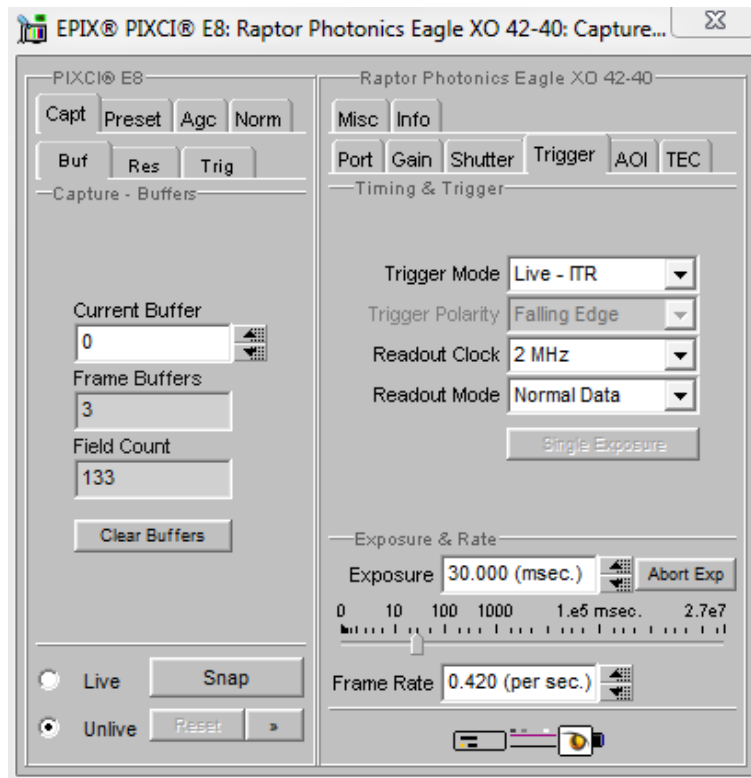 EPIX® PIXCI® E8: Raptor Photonics Eagle XO 42-40: Capture...
PIXCI® E8
Capt Preset Agc Norm
Buf Res Trig
Capture - Buffers
Current Buffer
0
Frame Buffers
3
Field Count
133
Clear Buffers
Live Snap
Unlive Reset »
Raptor Photonics Eagle XO 42-40
Misc Info
Port Gain Shutter Trigger AOI TEC
Timing & Trigger
Trigger Mode Live - ITR
Trigger Polarity Falling Edge
Readout Clock 2 MHz
Readout Mode Normal Data
Single Exposure
Exposure & Rate
Exposure 30.000 (msec.) Abort Exp
0 10 100 1000 1.e5 msec. 2.7e7
Frame Rate 0.420 (per sec.)